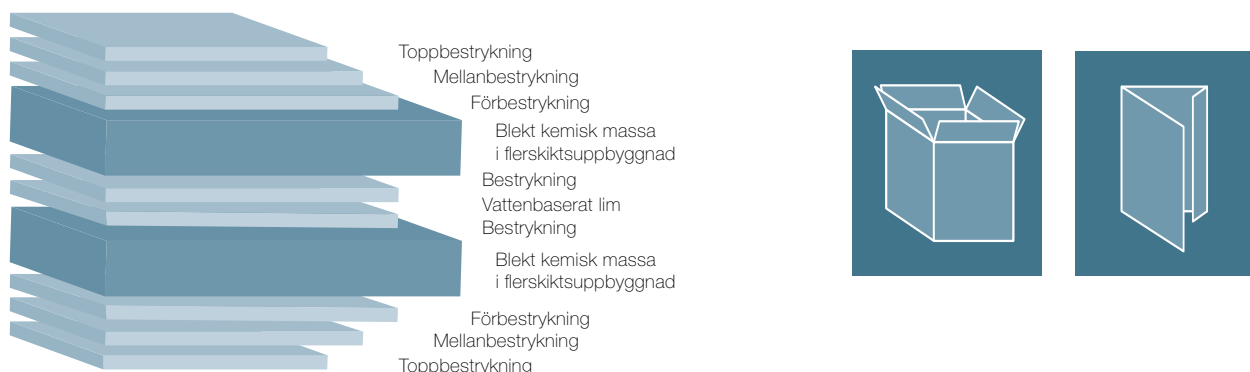 Toppbestrykning
Mellanbestrykning
Förbestrykning
Blekt kemisk massa
i flerskiktsuppbyggnad
Bestrykning
Vattenbaserat lim
Bestrykning
Blekt kemisk massa
i flerskiktsuppbyggnad
Förbestrykning
Mellanbestrykning
Toppbestrykning